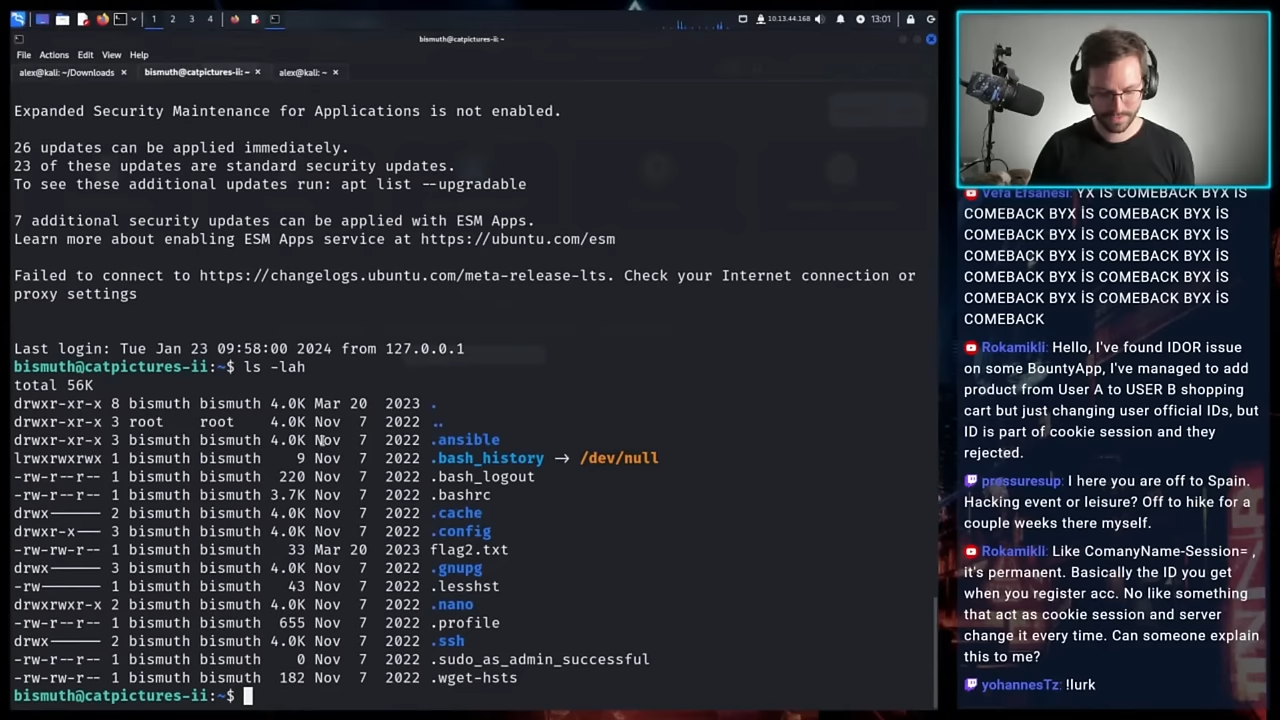 1 2 3 4
10.13.44.168 13:01
bismuth@catpictures-ii: ~
File Actions Edit View Help
alex@kali: ~/Downloads × bismuth@catpictures-ii: ~ × alex@kali: ~ ×
Expanded Security Maintenance for Applications is not enabled.
26 updates can be applied immediately.
23 of these updates are standard security updates.
To see these additional updates run: apt list --upgradable
7 additional security updates can be applied with ESM Apps.
Learn more about enabling ESM Apps service at https://ubuntu.com/esm
Failed to connect to https://changelogs.ubuntu.com/meta-release-lts. Check your Internet connection or
proxy settings
Last login: Tue Jan 23 09:58:00 2024 from 127.0.0.1
bismuth@catpictures-ii:~$ ls -lah
total 56K
drwxr-xr-x 8 bismuth bismuth 4.0K Mar 20 2023 .
drwxr-xr-x 3 root root 4.0K Nov 7 2022 ..
drwxr-xr-x 3 bismuth bismuth 4.0K Nov 7 2022 .ansible
lrwxrwxrwx 1 bismuth bismuth 9 Nov 7 2022 .bash_history -> /dev/null
-rw-r--r-- 1 bismuth bismuth 220 Nov 7 2022 .bash_logout
-rw-r--r-- 1 bismuth bismuth 3.7K Nov 7 2022 .bashrc
drwx------ 2 bismuth bismuth 4.0K Nov 7 2022 .cache
drwxr-x--- 3 bismuth bismuth 4.0K Nov 7 2022 .config
-rw-rw-r-- 1 bismuth bismuth 33 Mar 20 2023 flag2.txt
drwx------ 3 bismuth bismuth 4.0K Nov 7 2022 .gnupg
-rw------- 1 bismuth bismuth 43 Nov 7 2022 .lesshst
drwxrwxr-x 2 bismuth bismuth 4.0K Nov 7 2022 .nano
-rw-r--r-- 1 bismuth bismuth 655 Nov 7 2022 .profile
drwx------ 2 bismuth bismuth 4.0K Nov 7 2022 .ssh
-rw-r--r-- 1 bismuth bismuth 0 Nov 7 2022 .sudo_as_admin_successful
-rw-r--r-- 1 bismuth bismuth 182 Nov 7 2022 .wget-hsts
bismuth@catpictures-ii:~$
Vefa Efsanesi: YX IS COMEBACK BYX IS
COMEBACK BYX İS COMEBACK BYX İS
COMEBACK BYX İS COMEBACK BYX İS
COMEBACK BYX İS COMEBACK BYX İS
COMEBACK BYX İS COMEBACK BYX İS
COMEBACK BYX İS COMEBACK BYX İS
COMEBACK
Rokamikli: Hello, I've found IDOR issue
on some BountyApp, I've managed to add
product from User A to USER B shopping
cart but just changing user official IDs, but
ID is part of cookie session and they
rejected.
pressuresup: I here you are off to Spain.
Hacking event or leisure? Off to hike for a
couple weeks there myself.
Rokamikli: Like ComanyName-Session= ,
it's permanent. Basically the ID you get
when you register acc. No like something
that act as cookie session and server
change it every time. Can someone explain
this to me?
yohannesTz: !lurk